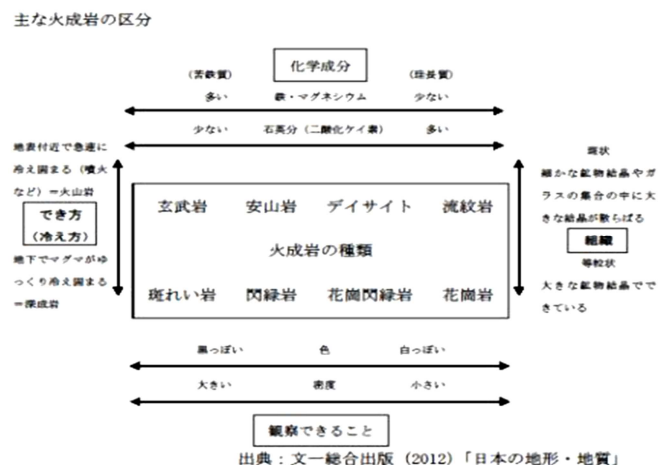 主な火成岩の区分
化学成分
(苦鉄質) (珪長質)
多い 鉄・マグネシウム 少ない
少ない 石英分(二酸化ケイ素) 多い
地表付近で急速に
冷え固まる(噴火
など)=火山岩
でき方
(冷え方)
地下でマグマがゆ
っくり冷え固まる
=深成岩
玄武岩 安山岩 デイサイト 流紋岩
火成岩の種類
斑れい岩 閃緑岩 花崗閃緑岩 花崗岩
斑状
細かな鉱物結晶やガ
ラスの集合の中に大
きな結晶が散らばる
組織
等粒状
大きな鉱物結晶でで
きている
黒っぽい 色 白っぽい
大きい 密度 小さい
観察できること
出典:文一総合出版(2012)「日本の地形・地質」